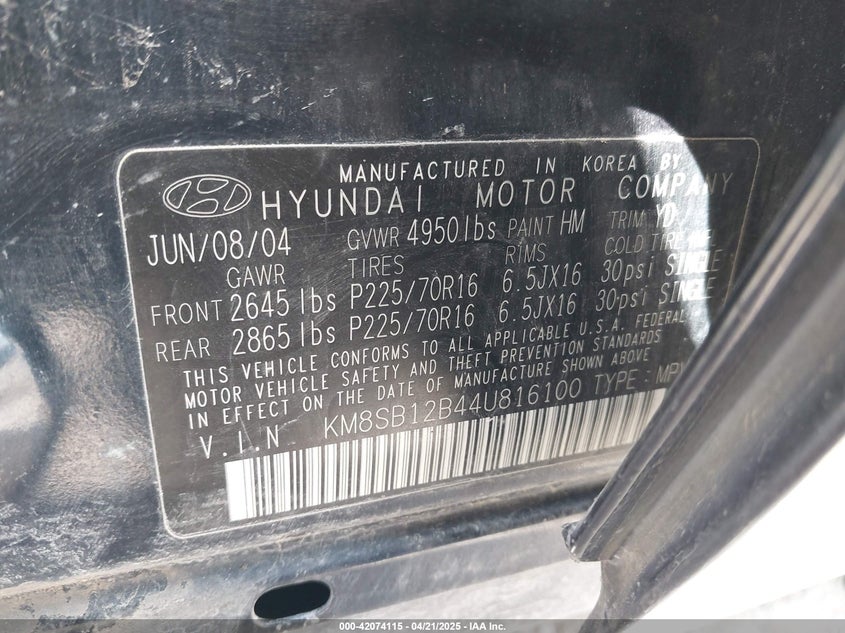 MANUFACTURED IN KOREA BY
HYUNDAI MOTOR COMPANY
JUN/08/04 GVWR 4950 lbs PAINT HM TRIM YD
GAWR TIRES RIMS COLD TIRE
FRONT 2645 lbs P225/70R16 6.5JX16 30psi SINGLE
REAR 2865 lbs P225/70R16 6.5JX16 30psi SINGLE
THIS VEHICLE CONFORMS TO ALL APPLICABLE U.S.A. FEDERAL
MOTOR VEHICLE SAFETY AND THEFT PREVENTION STANDARDS
IN EFFECT ON THE DATE OF MANUFACTURE SHOWN ABOVE
V.I.N KM8SB12B44U816100 TYPE : MPV
000-42074115 - 04/21/2025 - IAA Inc.